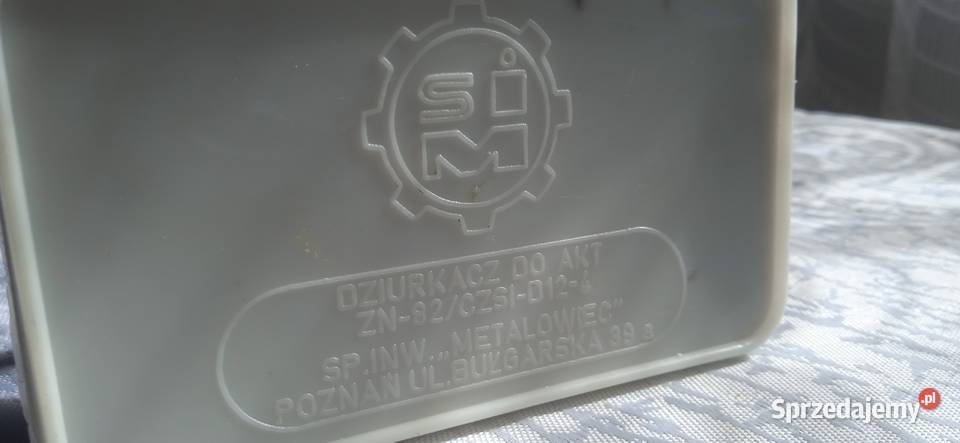 SiM
DZIURKACZ DO AKT
ZN-82/CZSI-D12-4
SP.INW.„METALOWIEC”
POZNAŃ UL.BUŁGARSKA 39 a
Sprzedajemy.pl